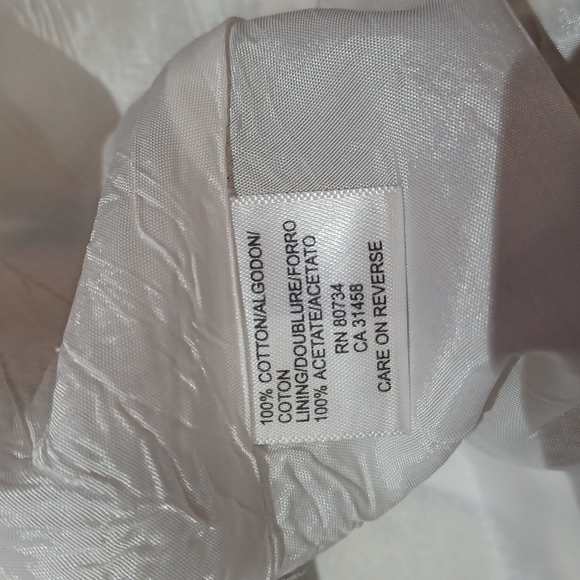 100% COTTON/ALGODON/
COTON
LINING/DOUBLURE/FORRO
100% ACETATE/ACETATO
RN 80734
CA 31458
CARE ON REVERSE